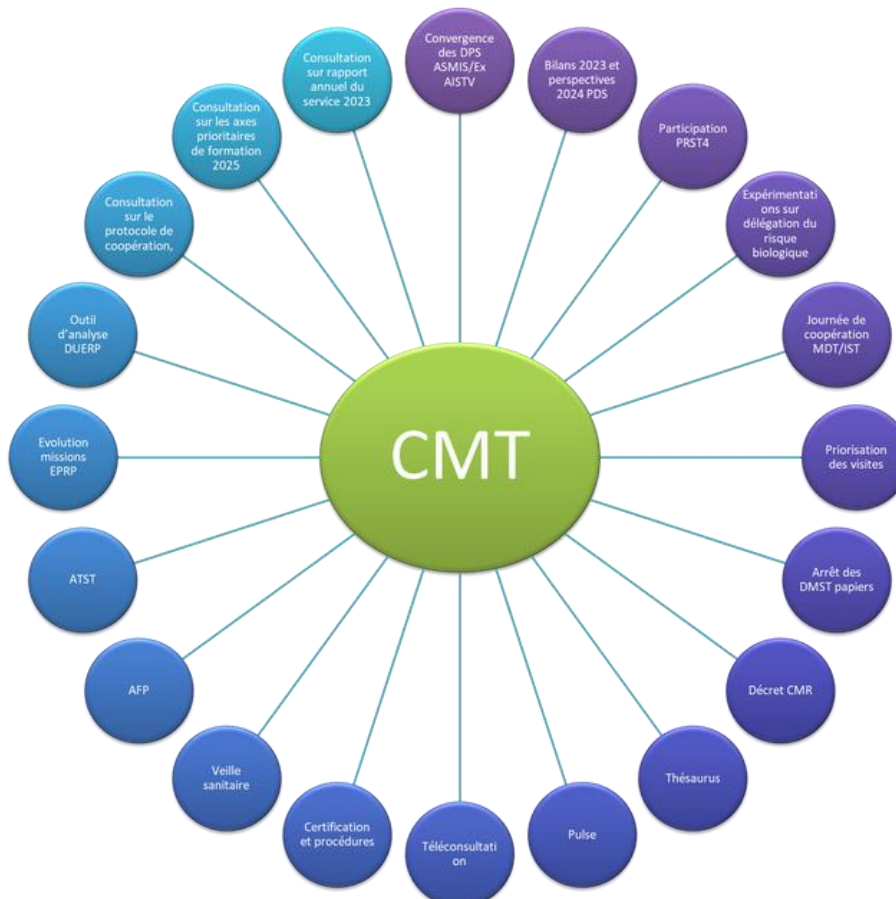 Convergence
des DPS
ASMIS/Ex
AISTV
Bilans 2023 et
perspectives
2024 PDS
Participation
PRST4
Expérimentati
ons sur
délégation du
risque
biologique
Journée de
coopération
MDT/IST
Priorisation
des visites
Arrêt des
DMST papiers
Décret CMR
Thésaurus
Pulse
Téléconsultati
on
Certification
et procédures
Veille
sanitaire
AFP
ATST
Evolution
missions
EPRP
Outil
d'analyse
DUERP
Consultation
sur le
protocole de
coopération,
Consultation
sur les axes
prioritaires
de formation
2025
Consultation
sur rapport
annuel du
service 2023
CMT